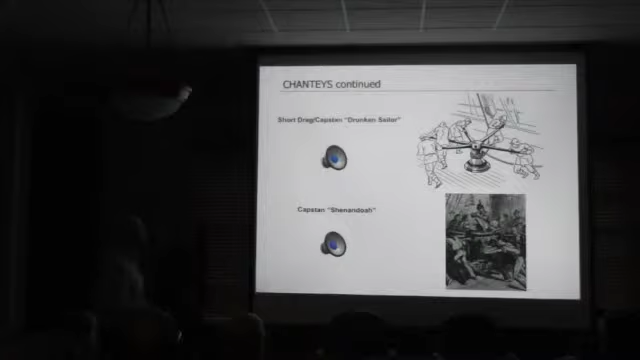 CHANTEYS continued
Short Drag/Capstan "Drunken Sailor"
Capstan "Shenandoah"